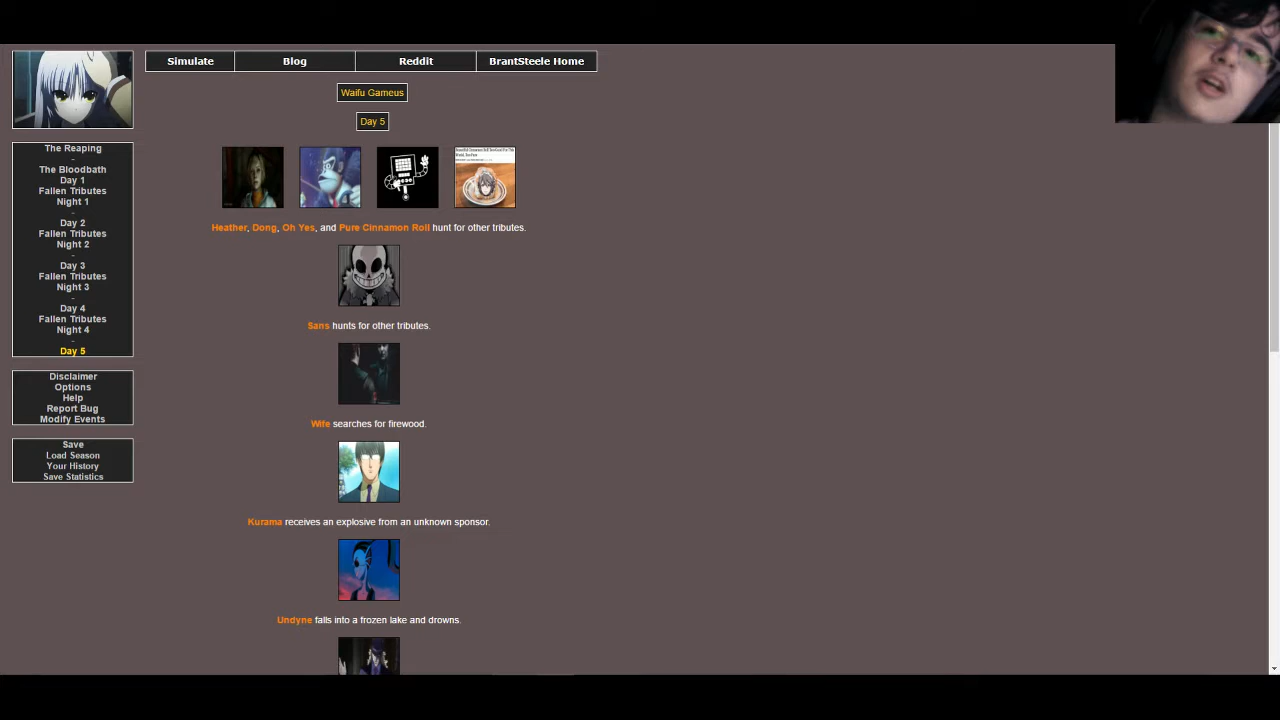 Simulate
Blog
Reddit
BrantSteele Home
Waifu Gameus
Day 5
The Reaping
-
The Bloodbath
Day 1
Fallen Tributes
Night 1
-
Day 2
Fallen Tributes
Night 2
-
Day 3
Fallen Tributes
Night 3
-
Day 4
Fallen Tributes
Night 4
-
Day 5
Disclaimer
Options
Help
Report Bug
Modify Events
Save
Load Season
Your History
Save Statistics
Heather, Dong, Oh Yes, and Pure Cinnamon Roll hunt for other tributes.
Sans hunts for other tributes.
Wife searches for firewood.
Kurama receives an explosive from an unknown sponsor.
Undyne falls into a frozen lake and drowns.